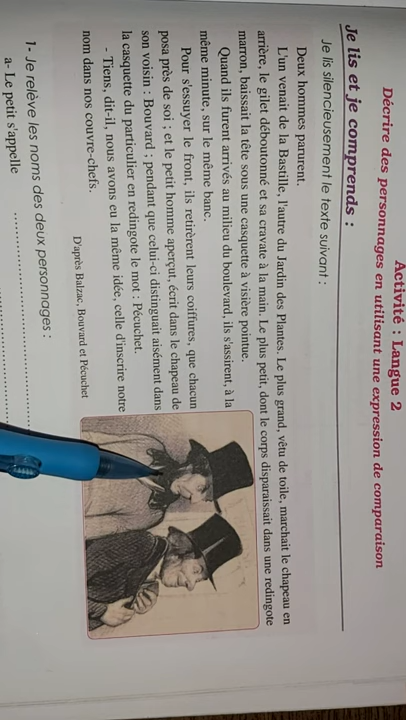 Activité : Langue 2
Décrire des personnages en utilisant une expression de comparaison
Je lis et je comprends :
Je lis silencieusement le texte suivant :
Deux hommes parurent.
L'un venait de la Bastille, l'autre du Jardin des Plantes. Le plus grand, vêtu de toile, marchait le chapeau en
arrière, le gilet déboutonné et sa cravate à la main. Le plus petit, dont le corps disparaissait dans une redingote
marron, baissait la tête sous une casquette à visière pointue.
Quand ils furent arrivés au milieu du boulevard, ils s'assirent, à la
même minute, sur le même banc.
Pour s'essuyer le front, ils retirèrent leurs coiffures, que chacun
posa près de soi ; et le petit homme aperçut, écrit dans le chapeau de
son voisin : Bouvard ; pendant que celui-ci distinguait aisément dans
la casquette du particulier en redingote le mot : Pécuchet.
- Tiens, dit-il, nous avons eu la même idée, celle d'inscrire notre
nom dans nos couvre-chefs.
D'après Balzac, Bouvard et Pécuchet
1- Je relève les noms des deux personnages :
a- Le petit s'appelle